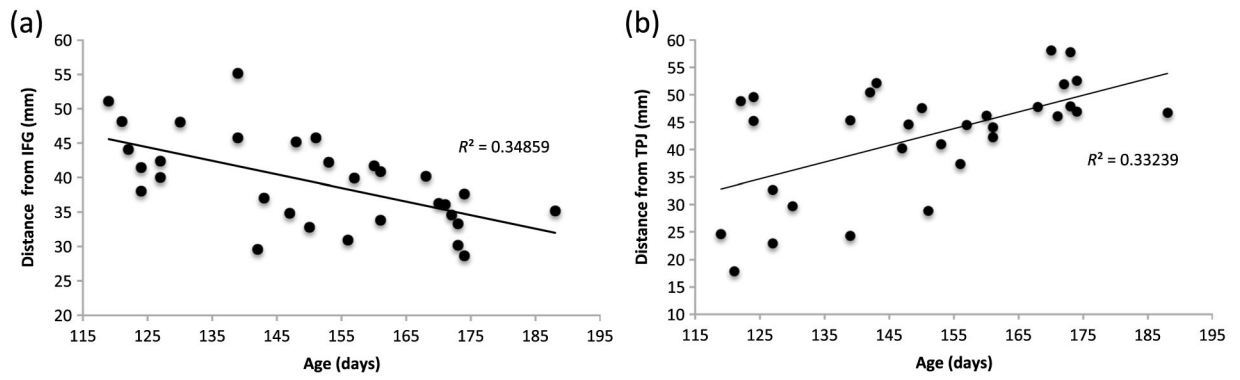 (a)
60
55
50
45
40
35
30
25
20
Distance from IFG (mm)
R² = 0.34859
115 125 135 145 155 165 175 185 195
Age (days)
(b)
60
55
50
45
40
35
30
25
20
15
10
Distance from TPJ (mm)
R² = 0.33239
115 125 135 145 155 165 175 185 195
Age (days)